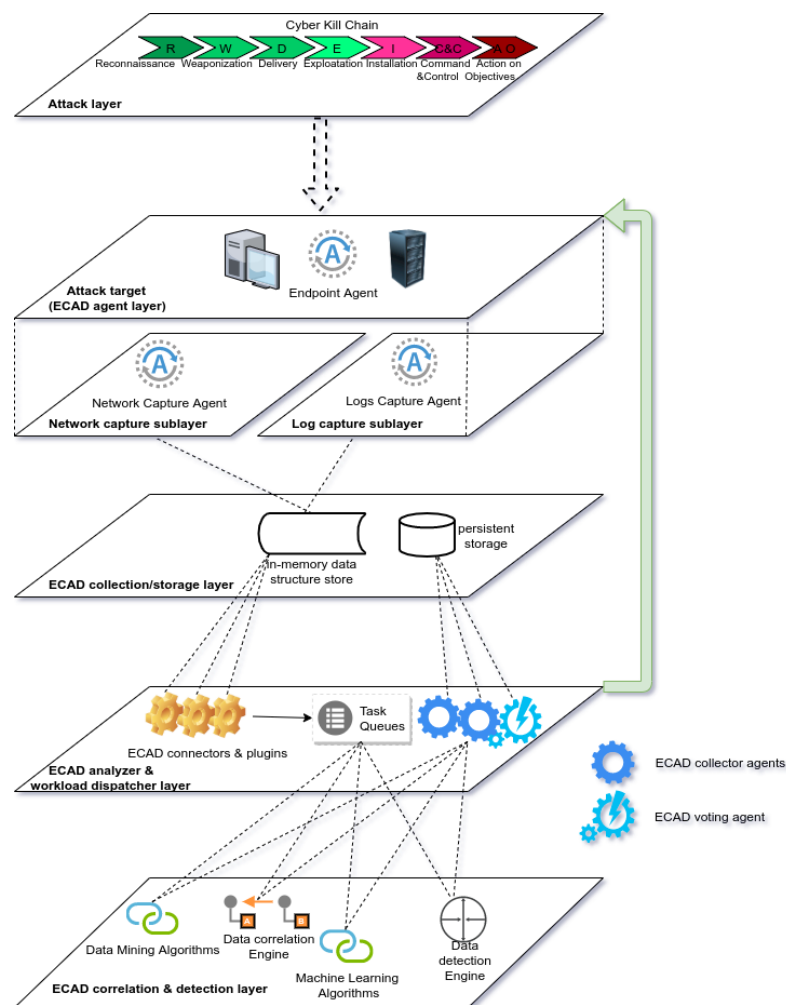 Cyber Kill Chain
R W D E I C&C A O
Reconnaissance Weaponization Delivery Exploatation Installation Command Action on
&Control Objectives
Attack layer
Attack target
(ECAD agent layer)
A
Endpoint Agent
A
Network Capture Agent
Network capture sublayer
A
Logs Capture Agent
Log capture sublayer
in-memory data
structure store
persistent
storage
ECAD collection/storage layer
ECAD connectors & plugins
Task
Queues
ECAD analyzer &
workload dispatcher layer
ECAD collector agents
ECAD voting agent
Data Mining Algorithms
A B
Data correlation
Engine
Machine Learning
Algorithms
Data
detection
Engine
ECAD correlation & detection layer